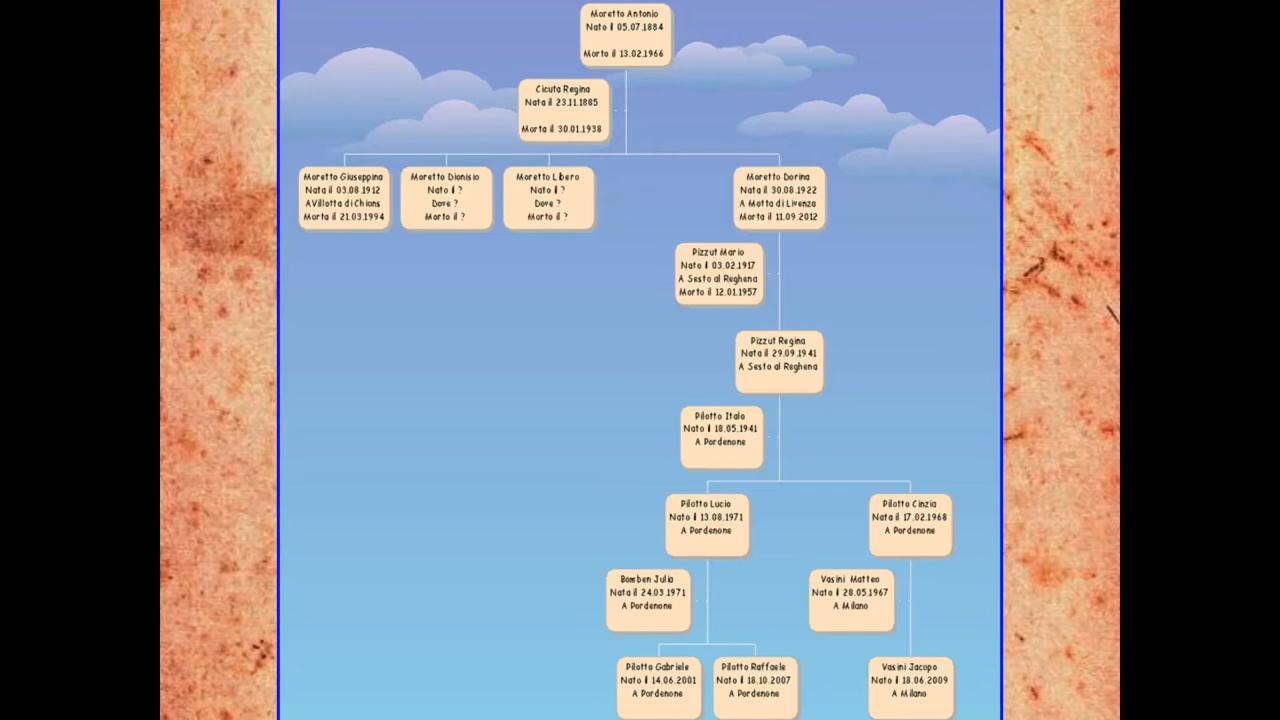 Moretto Antonio
Nato il 05.07.1884
Morto il 13.02.1966
Cicuta Regina
Nata il 23.11.1885
Morta il 30.01.1938
Moretto Giuseppina
Nata il 03.08.1912
A Villotta di Chions
Morta il 21.03.1994
Moretto Dionisio
Nato il ?
Dove ?
Morto il ?
Moretto Libero
Nato il ?
Dove ?
Morto il ?
Moretto Dorina
Nata il 30.08.1922
A Motta di Livenza
Morta il 11.09.2012
Pizzut Mario
Nato il 03.02.1917
A Sesto al Reghena
Morto il 12.01.1957
Pizzut Regina
Nata il 29.09.1941
A Sesto al Reghena
Pilotto Italo
Nato il 18.05.1941
A Pordenone
Pilotto Lucio
Nato il 13.08.1971
A Pordenone
Pilotto Cinzia
Nata il 17.02.1968
A Pordenone
Bomben Julia
Nata il 24.03.1971
A Pordenone
Vasini Matteo
Nato il 28.05.1967
A Milano
Pilotto Gabriele
Nato il 14.06.2001
A Pordenone
Pilotto Raffaele
Nato il 18.10.2007
A Pordenone
Vasini Jacopo
Nato il 18.06.2009
A Milano